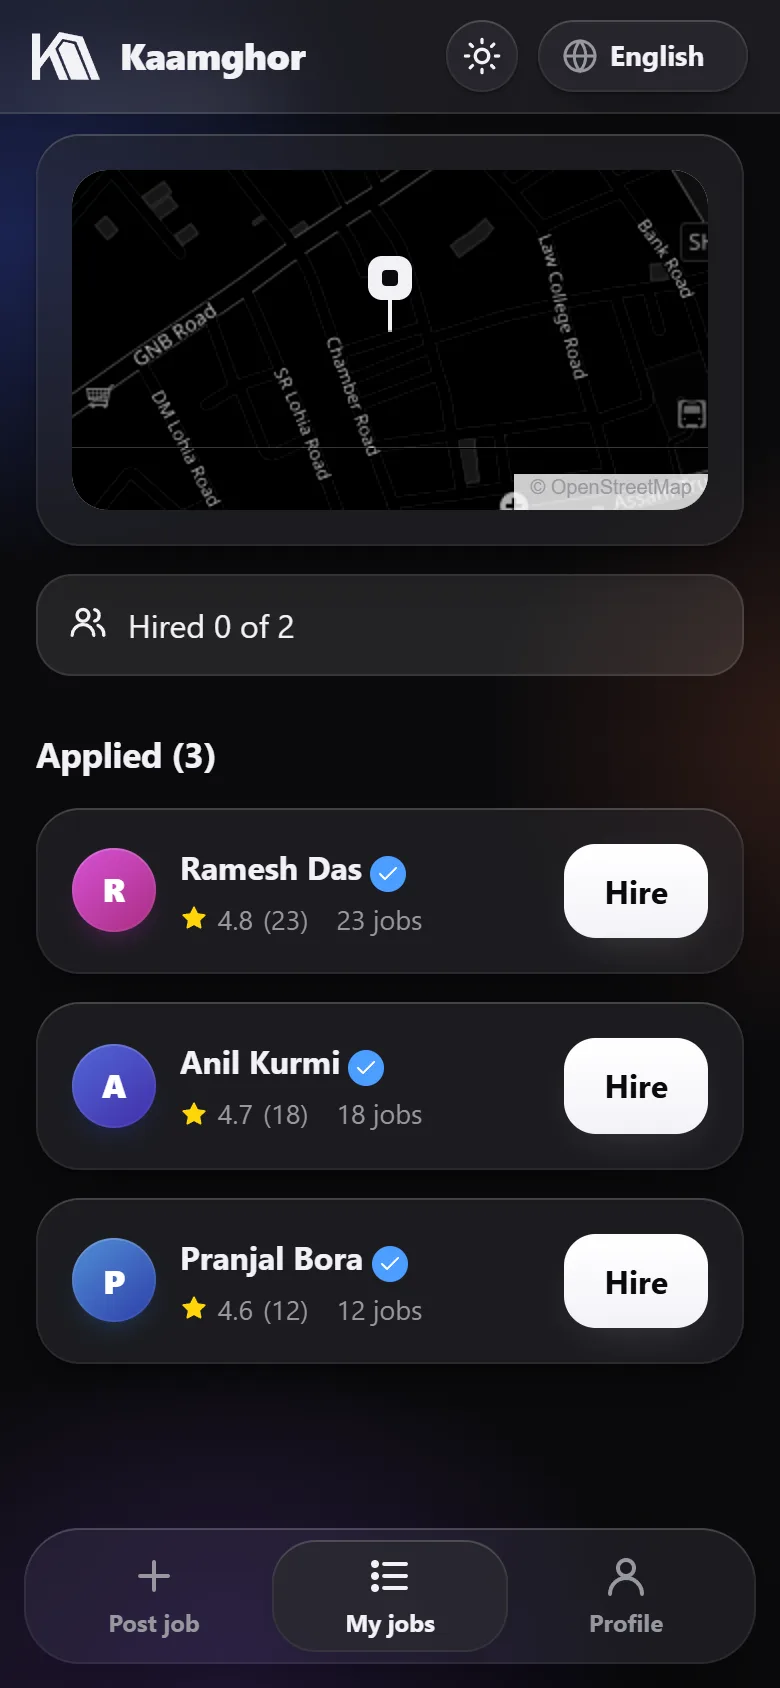 Kaamghor
English
GNB Road
DM Lohia Road
SR Lohia Road
Chamber Road
Law College Road
Bank Road
© OpenStreetMap
Hired 0 of 2
Applied (3)
Ramesh Das
4.8 (23) 23 jobs
Hire
Anil Kurmi
4.7 (18) 18 jobs
Hire
Pranjal Bora
4.6 (12) 12 jobs
Hire
Post job
My jobs
Profile